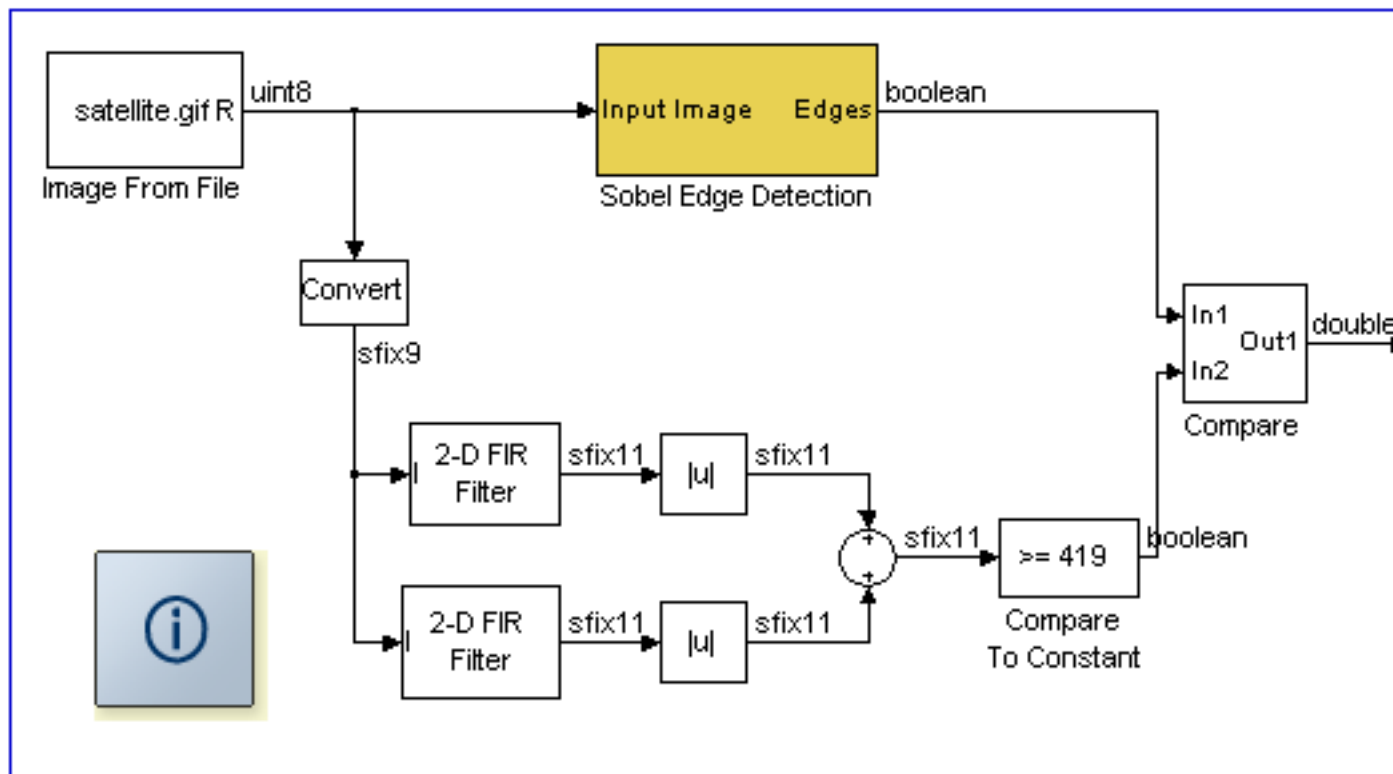 satellite.gif R
uint8
Image From File
Input Image Edges
boolean
Sobel Edge Detection
Convert
sfix9
In1
In2
Out1
double
Compare
2-D FIR
Filter
sfix11
|u|
sfix11
+
+
sfix11
>= 419
boolean
Compare
To Constant
I
2-D FIR
Filter
sfix11
|u|
sfix11
I
i